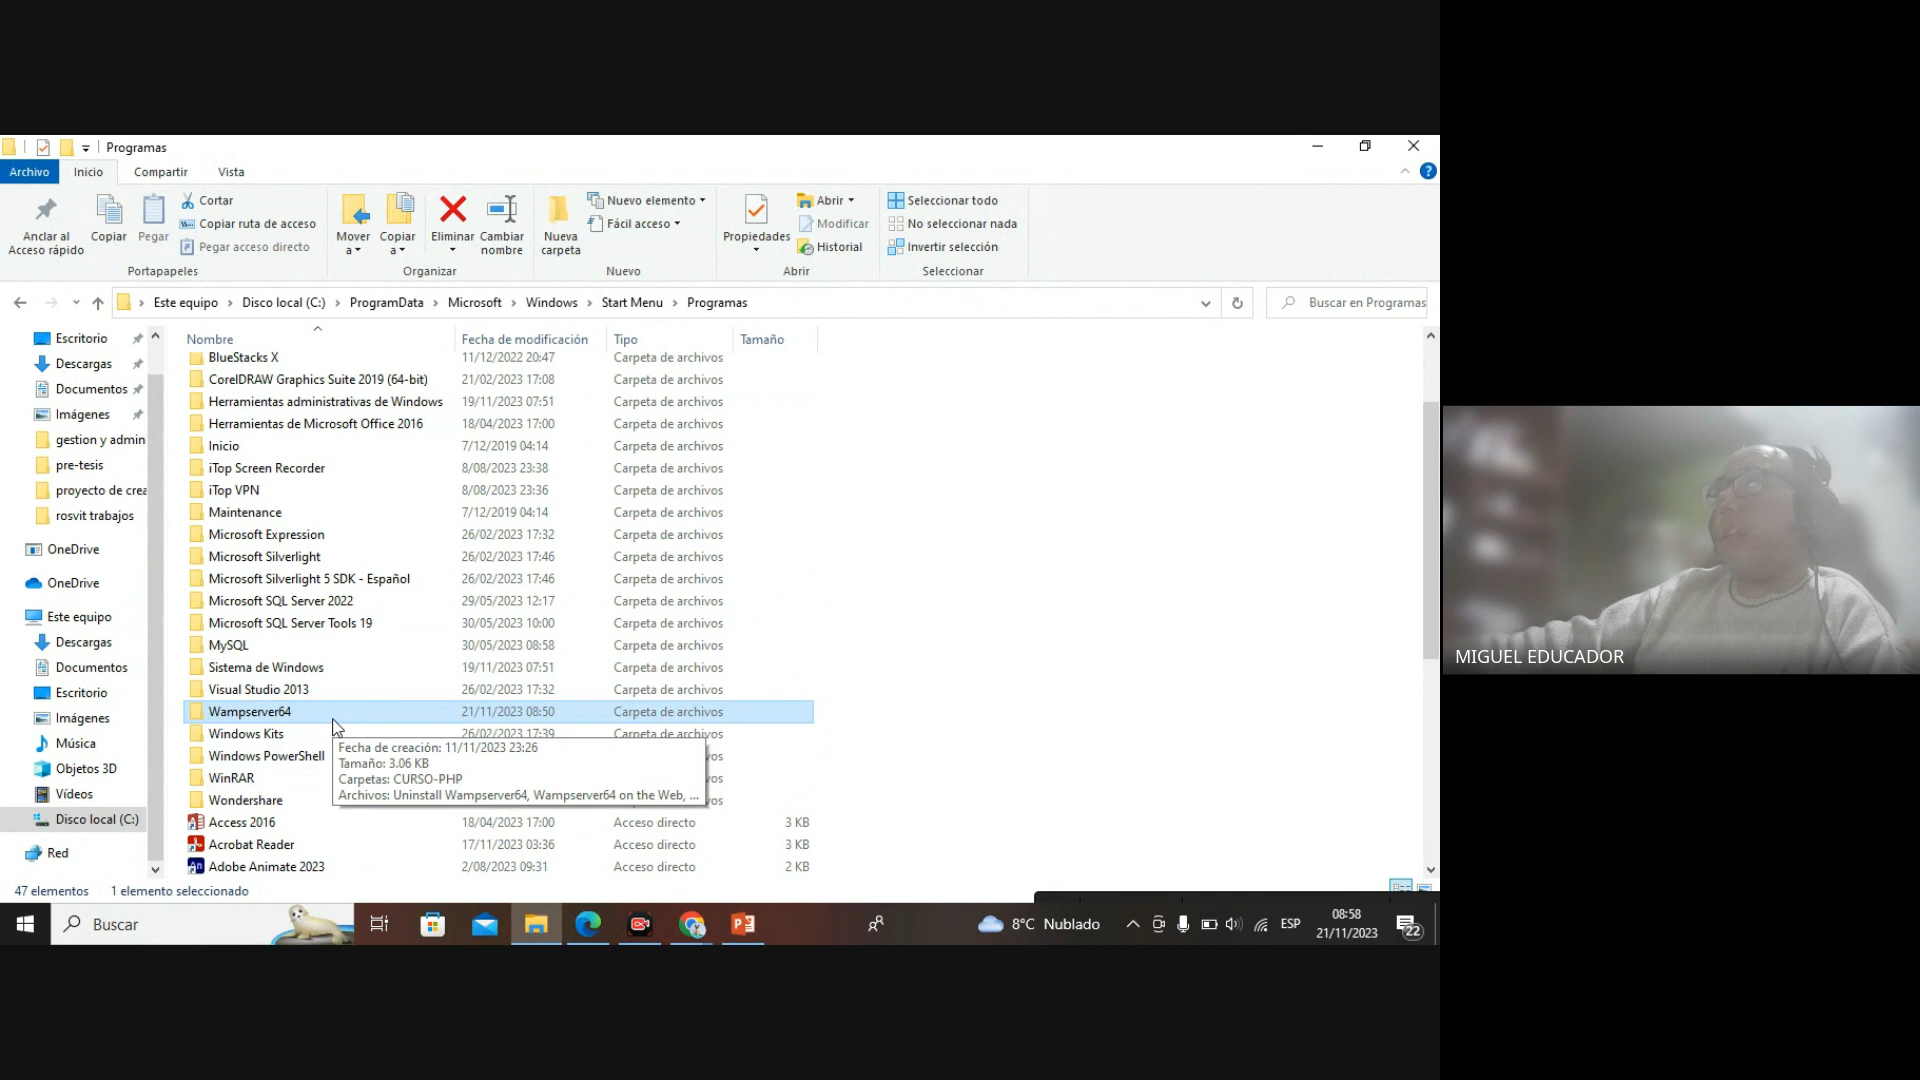 Programas
Archivo Inicio Compartir Vista
Anclar al Acceso rápido
Copiar
Pegar
Cortar
Copiar ruta de acceso
Pegar acceso directo
Portapapeles
Mover a
Copiar a
Eliminar
Cambiar nombre
Organizar
Nueva carpeta
Nuevo elemento
Fácil acceso
Nuevo
Propiedades
Abrir
Modificar
Historial
Abrir
Seleccionar todo
No seleccionar nada
Invertir selección
Seleccionar
Este equipo > Disco local (C:) > ProgramData > Microsoft > Windows > Start Menu > Programas
Buscar en Programas
Escritorio
Descargas
Documentos
Imágenes
gestion y admin
pre-tesis
proyecto de crea
rosvit trabajos
OneDrive
OneDrive
Este equipo
Descargas
Documentos
Escritorio
Imágenes
Música
Objetos 3D
Vídeos
Disco local (C:)
Red
Nombre Fecha de modificación Tipo Tamaño
BlueStacks X 11/12/2022 20:47 Carpeta de archivos
CorelDRAW Graphics Suite 2019 (64-bit) 21/02/2023 17:08 Carpeta de archivos
Herramientas administrativas de Windows 19/11/2023 07:51 Carpeta de archivos
Herramientas de Microsoft Office 2016 18/04/2023 17:00 Carpeta de archivos
Inicio 7/12/2019 04:14 Carpeta de archivos
iTop Screen Recorder 8/08/2023 23:38 Carpeta de archivos
iTop VPN 8/08/2023 23:36 Carpeta de archivos
Maintenance 7/12/2019 04:14 Carpeta de archivos
Microsoft Expression 26/02/2023 17:32 Carpeta de archivos
Microsoft Silverlight 26/02/2023 17:46 Carpeta de archivos
Microsoft Silverlight 5 SDK - Español 26/02/2023 17:46 Carpeta de archivos
Microsoft SQL Server 2022 29/05/2023 12:17 Carpeta de archivos
Microsoft SQL Server Tools 19 30/05/2023 10:00 Carpeta de archivos
MySQL 30/05/2023 08:58 Carpeta de archivos
Sistema de Windows 19/11/2023 07:51 Carpeta de archivos
Visual Studio 2013 26/02/2023 17:32 Carpeta de archivos
Wampserver64 21/11/2023 08:50 Carpeta de archivos
Windows Kits 26/02/2023 17:39 Carpeta de archivos
Windows PowerShell vos
WinRAR vos
Wondershare vos
Fecha de creación: 11/11/2023 23:26
Tamaño: 3.06 KB
Carpetas: CURSO-PHP
Archivos: Uninstall Wampserver64, Wampserver64 on the Web, ...
Access 2016 18/04/2023 17:00 Acceso directo 3 KB
Acrobat Reader 17/11/2023 03:36 Acceso directo 3 KB
Adobe Animate 2023 2/08/2023 09:31 Acceso directo 2 KB
47 elementos 1 elemento seleccionado
Buscar
8°C Nublado
ESP
08:58
21/11/2023
22
MIGUEL EDUCADOR